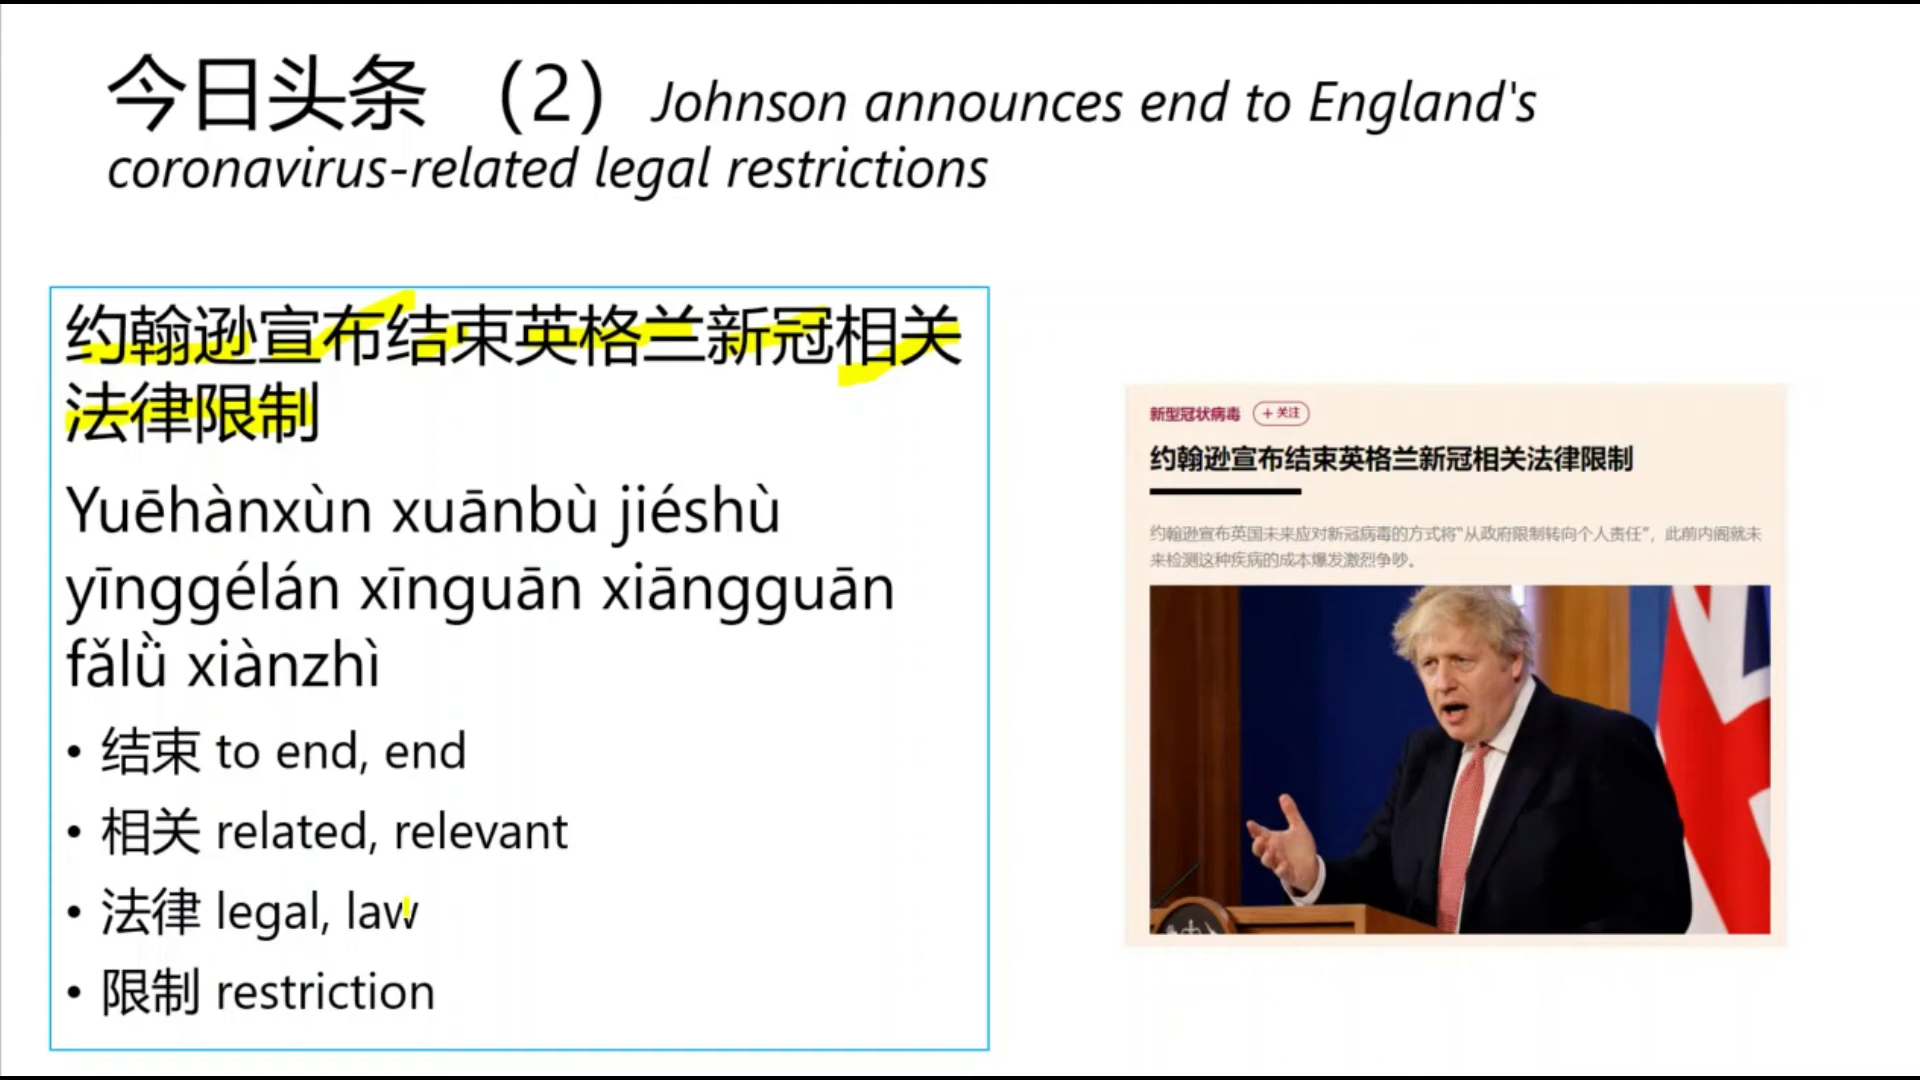 今日头条 （2）Johnson announces end to England's
coronavirus-related legal restrictions
约翰逊宣布结束英格兰新冠相关
法律限制
Yuēhànxùn xuānbù jiéshù
yīnggélán xīnguān xiāngguān
fǎlǜ xiànzhì
• 结束 to end, end
• 相关 related, relevant
• 法律 legal, law
• 限制 restriction
新型冠状病毒 +关注
约翰逊宣布结束英格兰新冠相关法律限制
约翰逊宣布英国未来应对新冠病毒的方式将“从政府限制转向个人责任”，此前内阁就未
来检测这种疾病的成本爆发激烈争吵。